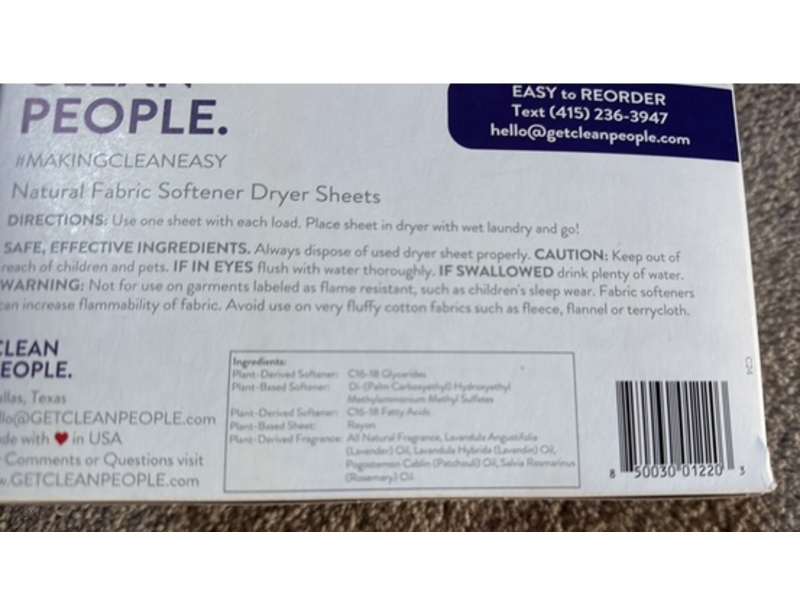 PEOPLE.
#MAKINGCLEANEASY
Natural Fabric Softener Dryer Sheets
DIRECTIONS: Use one sheet with each load. Place sheet in dryer with wet laundry and go!
SAFE, EFFECTIVE INGREDIENTS. Always dispose of used dryer sheet properly. CAUTION: Keep out of
reach of children and pets. IF IN EYES flush with water thoroughly. IF SWALLOWED drink plenty of water.
WARNING: Not for use on garments labeled as flame resistant, such as children's sleep wear. Fabric softeners
can increase flammability of fabric. Avoid use on very fluffy cotton fabrics such as fleece, flannel or terrycloth.
EASY to REORDER
Text (415) 236-3947
hello@getcleanpeople.com
CLEAN
PEOPLE.
llas, Texas
llo@GETCLEANPEOPLE.com
de with ❤ in USA
Comments or Questions visit
w.GETCLEANPEOPLE.com
Ingredients:
Plant-Derived Softener: C16-18 Glycerides
Plant-Based Softener: Di-(Palm Carboxyethyl) Hydroxyethyl
Methylammonium Methyl Sulfates
Plant-Derived Softener: C16-18 Fatty Acids
Plant-Based Sheet: Rayon
Plant-Derived Fragrance: All Natural Fragrance, Lavandula Angustifolia
(Lavender) Oil, Lavandula Hybrida (Lavandin) Oil,
Pogostemon Cablin (Patchouli) Oil, Salvia Rosmarinus
(Rosemary) Oil
C24
8 50030 01220 3